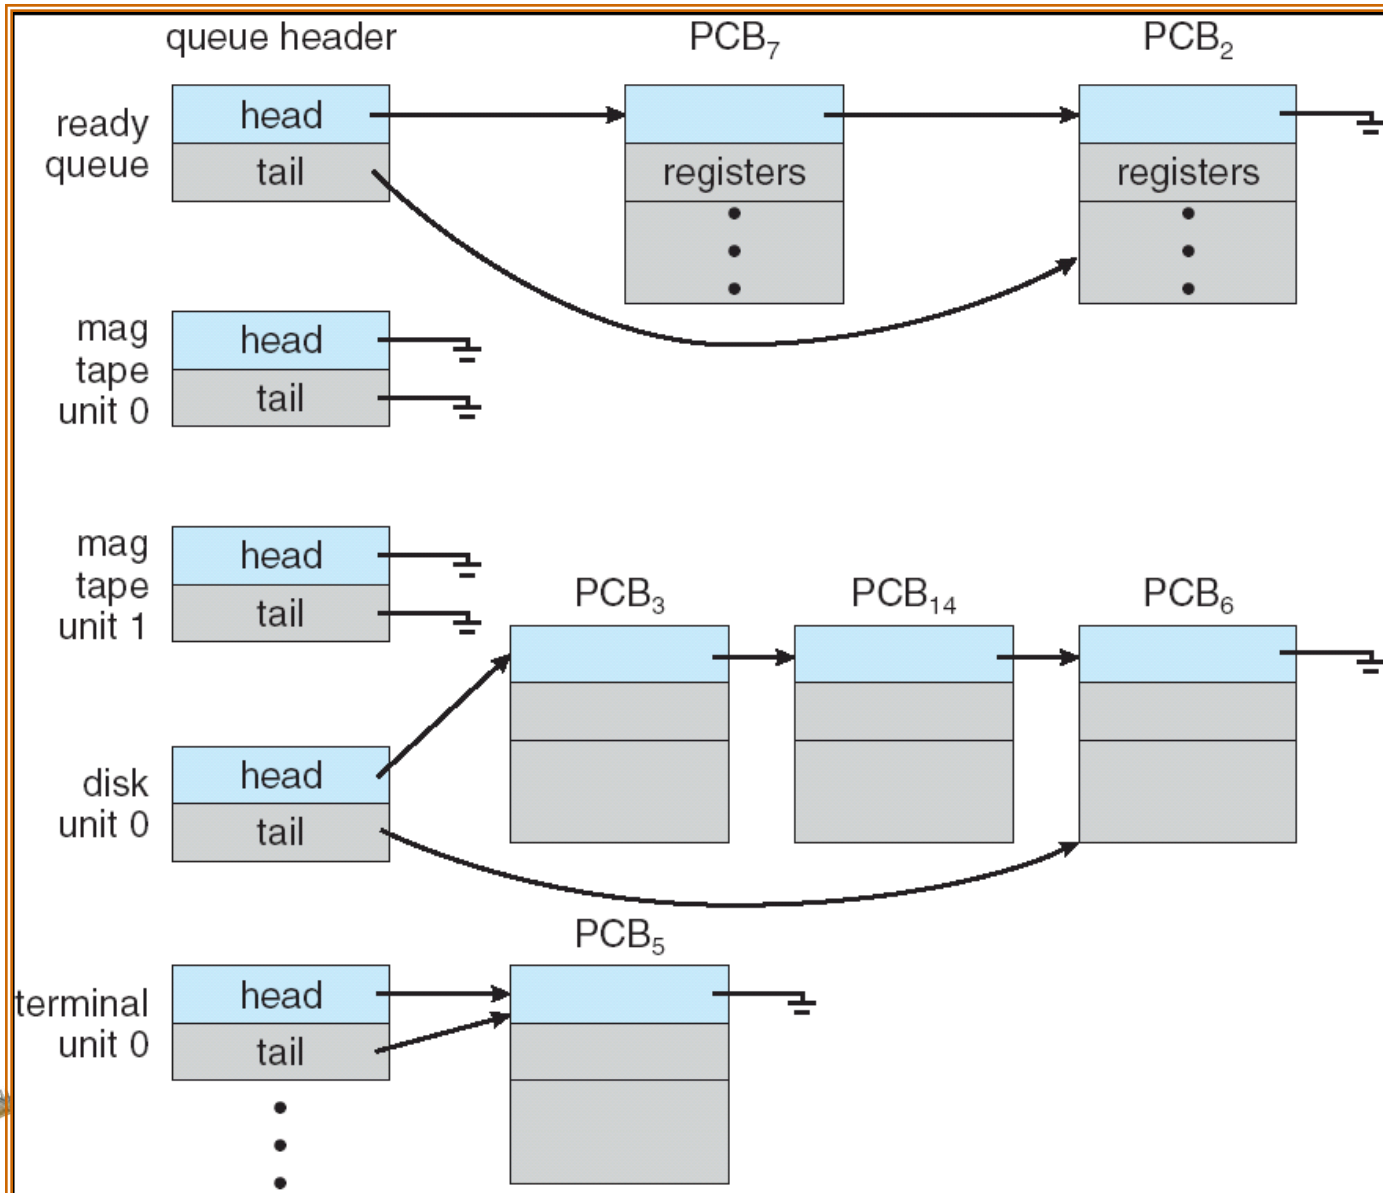 queue header
PCB7
PCB2
ready
queue
head
tail
registers
registers
mag
tape
unit 0
head
tail
mag
tape
unit 1
head
tail
PCB3
PCB14
PCB6
disk
unit 0
head
tail
PCB5
terminal
unit 0
head
tail